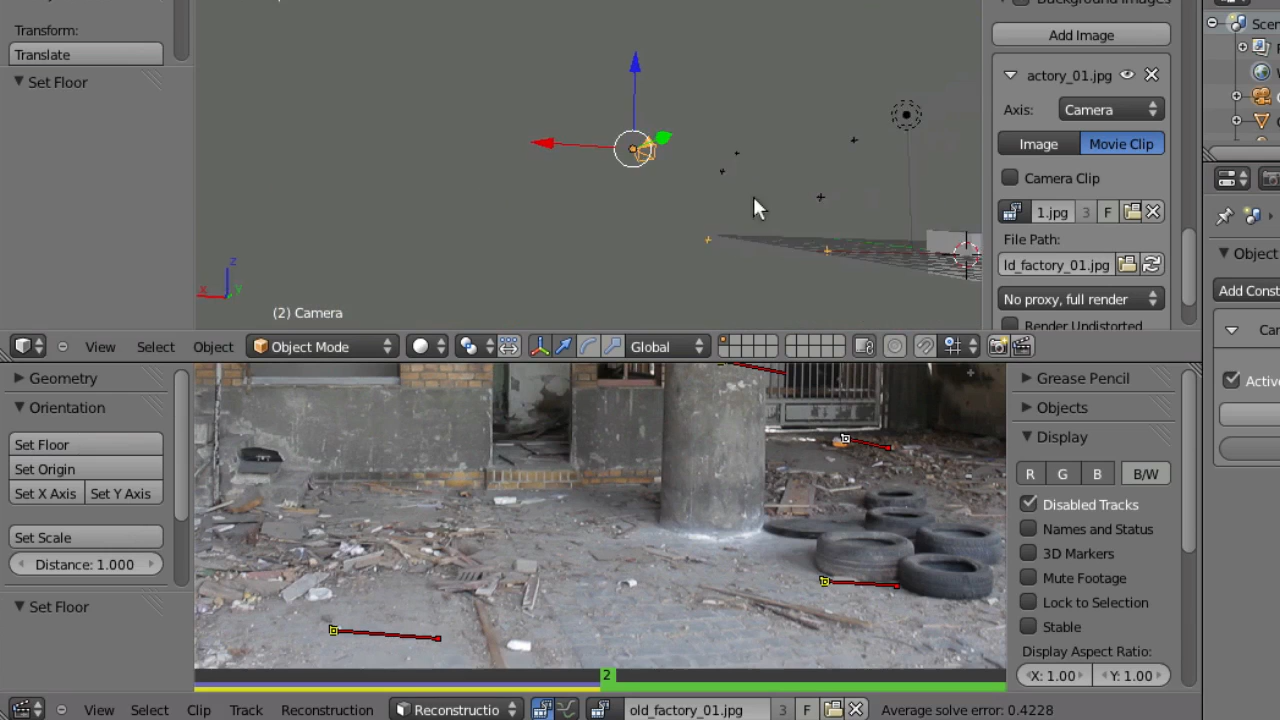 Background Images
Transform:
Translate
Set Floor
Add Image
actory_01.jpg
Axis:
Camera
Image
Movie Clip
Camera Clip
1.jpg
3
F
File Path:
ld_factory_01.jpg
No proxy, full render
Render Undistorted
z
x
y
(2) Camera
View
Select
Object
Object Mode
Global
Scen
Object
Add Const
Active
Geometry
Orientation
Set Floor
Set Origin
Set X Axis
Set Y Axis
Set Scale
Distance: 1.000
Set Floor
2
Grease Pencil
Objects
Display
R
G
B
B/W
Disabled Tracks
Names and Status
3D Markers
Mute Footage
Lock to Selection
Stable
Display Aspect Ratio:
X: 1.00
Y: 1.00
View
Select
Clip
Track
Reconstruction
Reconstructio
old_factory_01.jpg
3
F
Average solve error: 0.4228